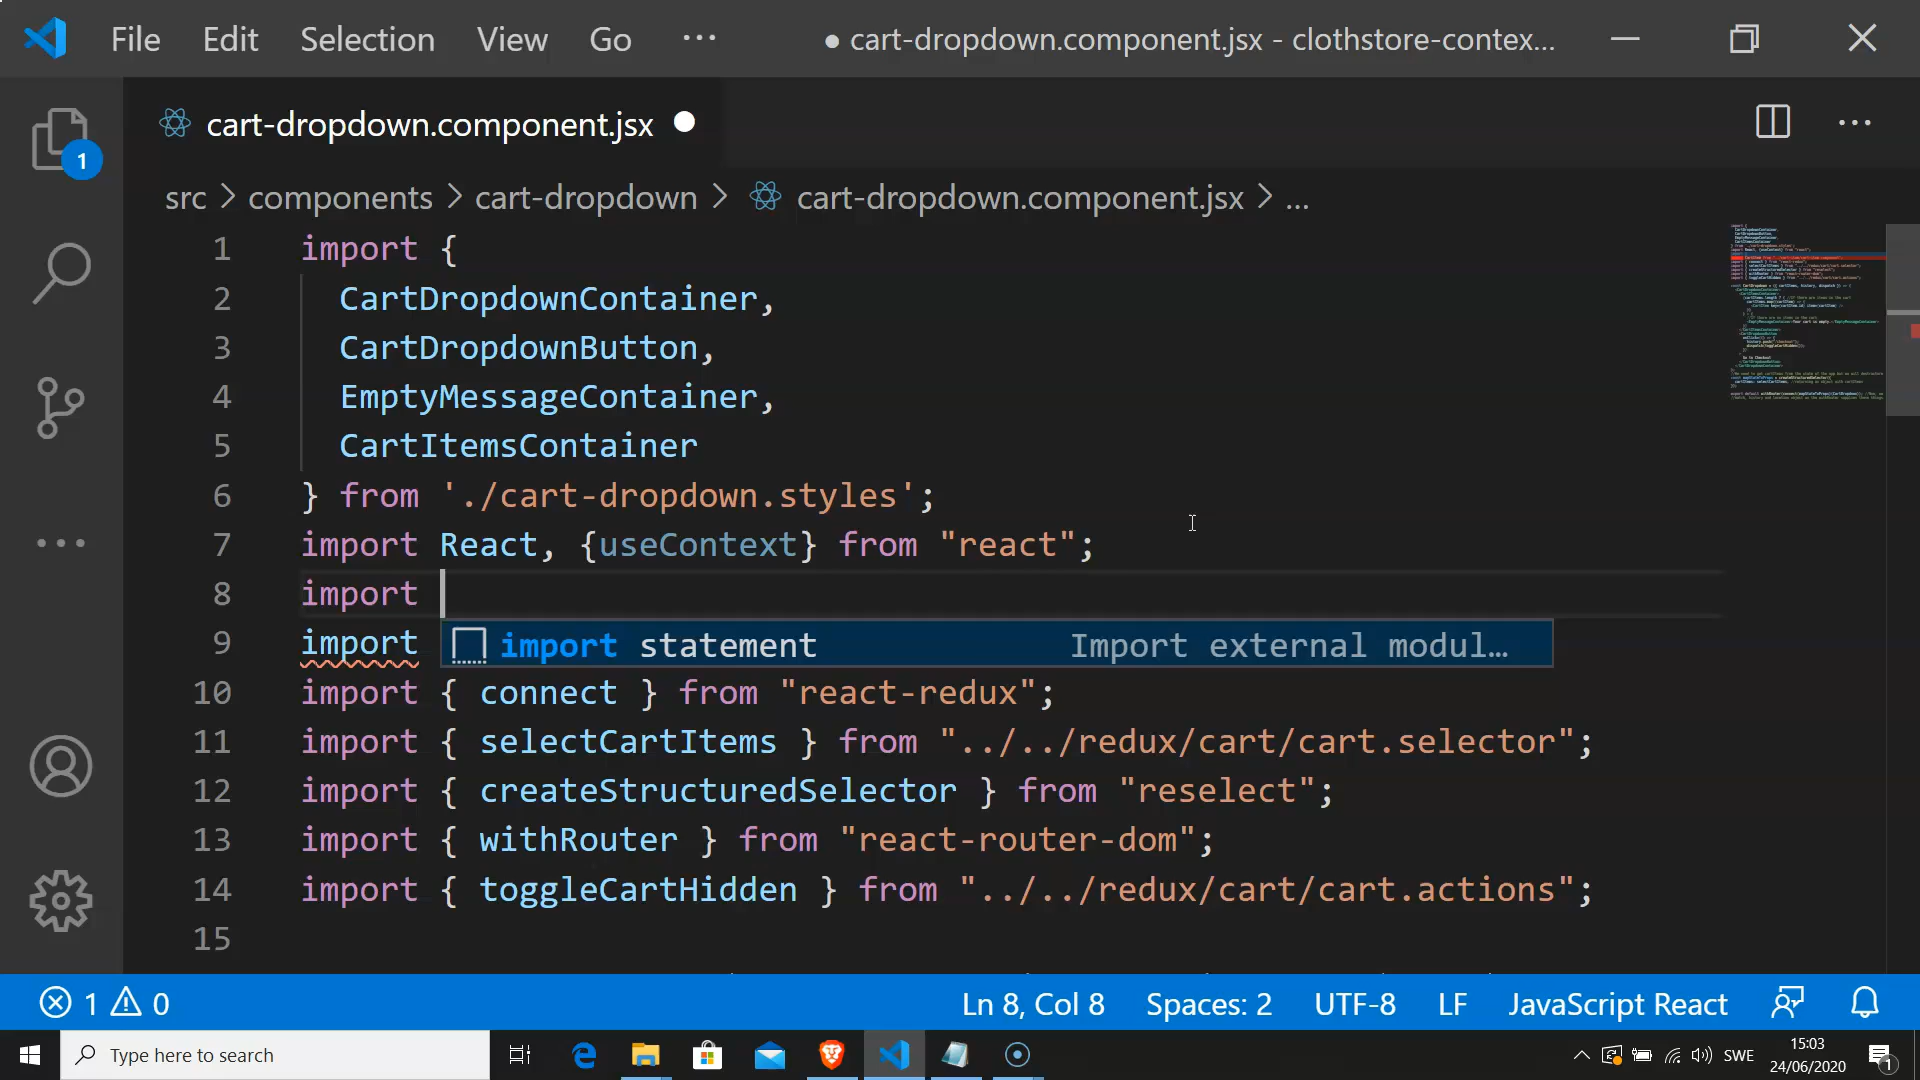 File Edit Selection View Go ··· ● cart-dropdown.component.jsx - clothstore-contex...
cart-dropdown.component.jsx
1
src > components > cart-dropdown > cart-dropdown.component.jsx > ...
1 import {
2 CartDropdownContainer,
3 CartDropdownButton,
4 EmptyMessageContainer,
5 CartItemsContainer
6 } from './cart-dropdown.styles';
7 import React, {useContext} from "react";
8 import
9 import
import statement Import external modul...
10 import { connect } from "react-redux";
11 import { selectCartItems } from "../../redux/cart/cart.selector";
12 import { createStructuredSelector } from "reselect";
13 import { withRouter } from "react-router-dom";
14 import { toggleCartHidden } from "../../redux/cart/cart.actions";
15
1 0 Ln 8, Col 8 Spaces: 2 UTF-8 LF JavaScript React
Type here to search
SWE
15:03
24/06/2020
1